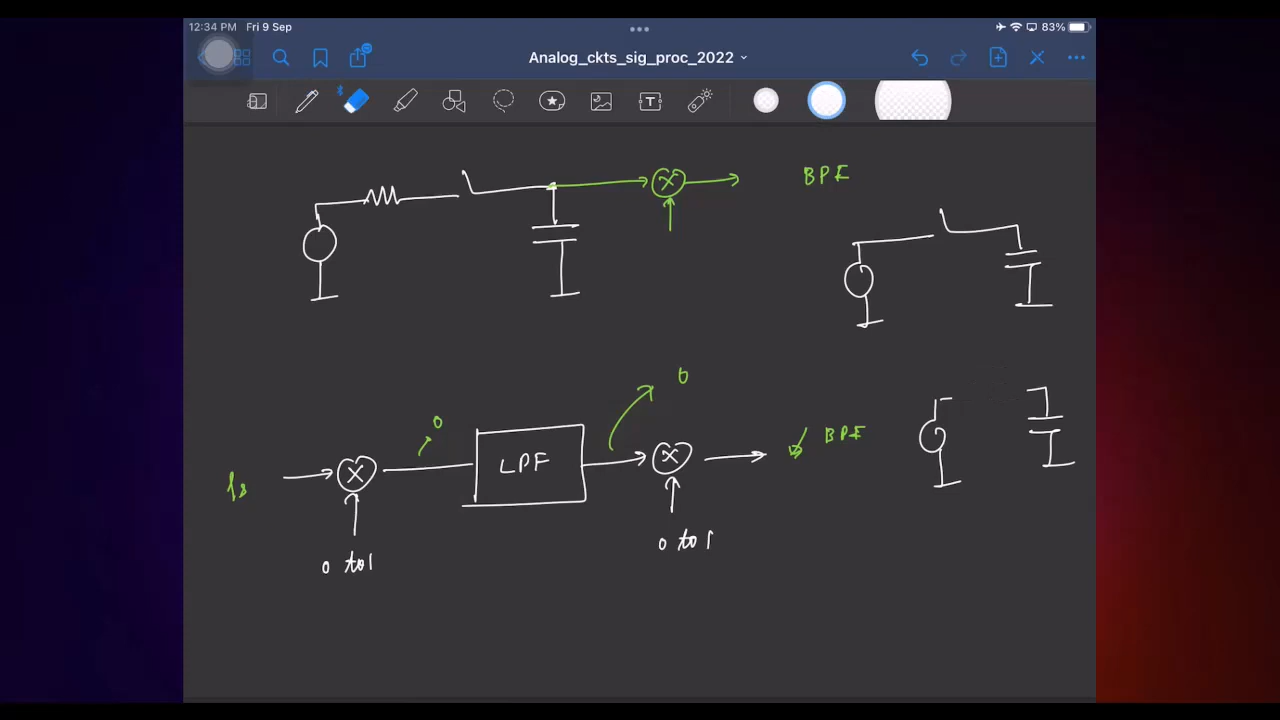 12:34 PM Fri 9 Sep
83%
Analog_ckts_sig_proc_2022
T
X
BPF
0
0
fs
X
LPF
X
BPF
0 to 1
0 to 1